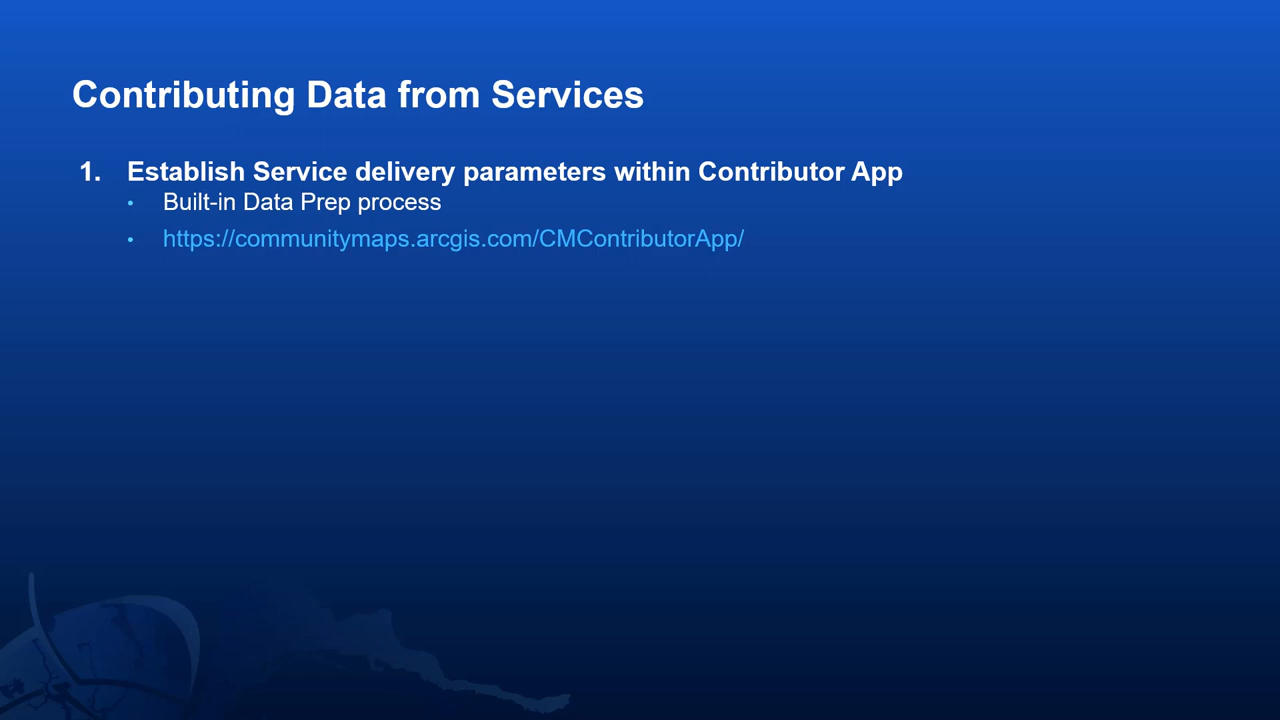 Contributing Data from Services
1. Establish Service delivery parameters within Contributor App
• Built-in Data Prep process
• https://communitymaps.arcgis.com/CMContributorApp/